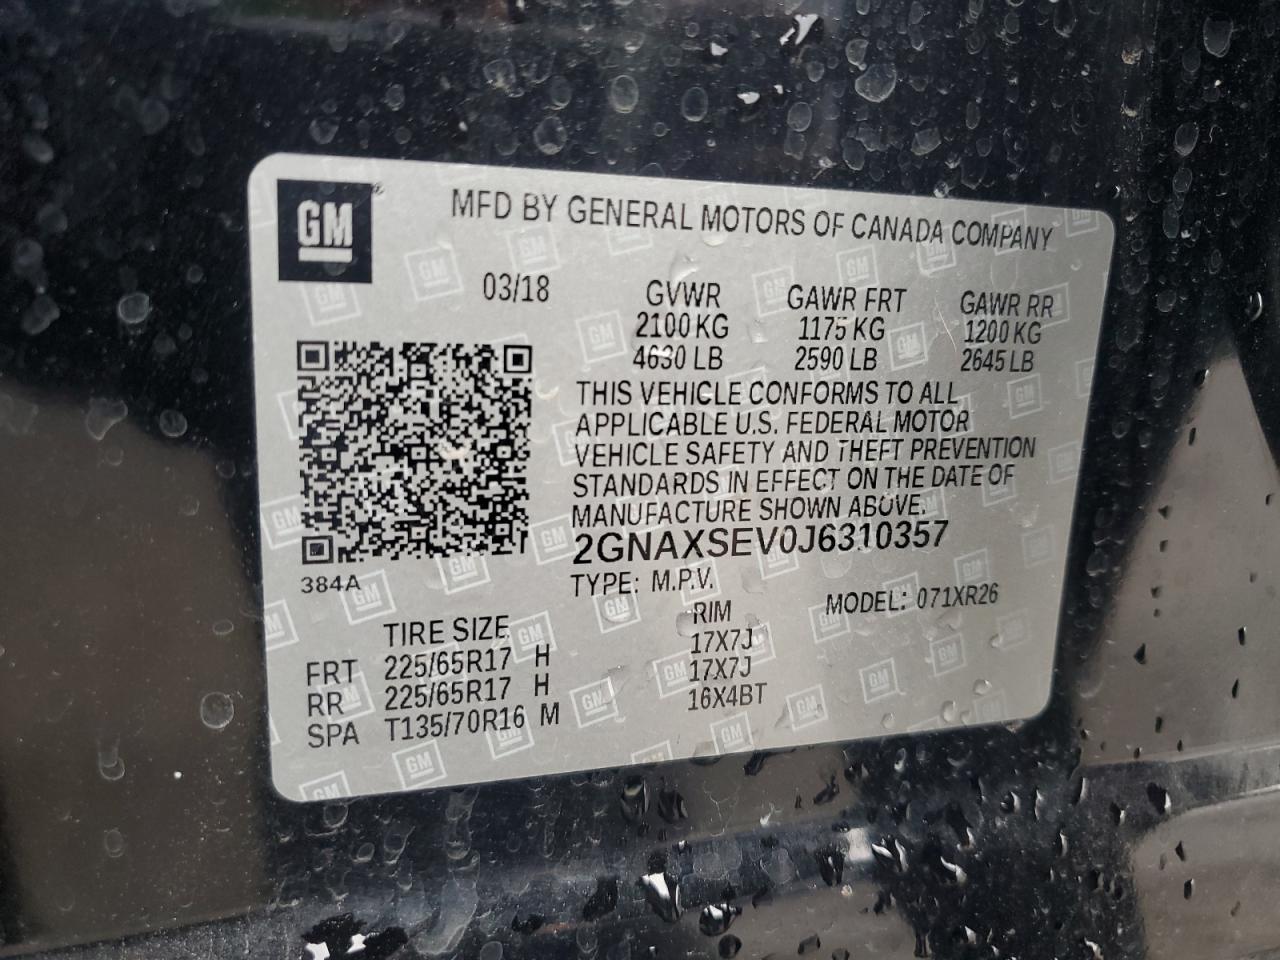 GM
MFD BY GENERAL MOTORS OF CANADA COMPANY
03/18 GVWR GAWR FRT GAWR RR
2100 KG 1175 KG 1200 KG
4630 LB 2590 LB 2645 LB
THIS VEHICLE CONFORMS TO ALL
APPLICABLE U.S. FEDERAL MOTOR
VEHICLE SAFETY AND THEFT PREVENTION
STANDARDS IN EFFECT ON THE DATE OF
MANUFACTURE SHOWN ABOVE.
2GNAXSEV0J6310357
384A
TYPE: M.P.V. MODEL: 071XR26
TIRE SIZE RIM
FRT 225/65R17 H 17X7J
RR 225/65R17 H 17X7J
SPA T135/70R16 M 16X4BT